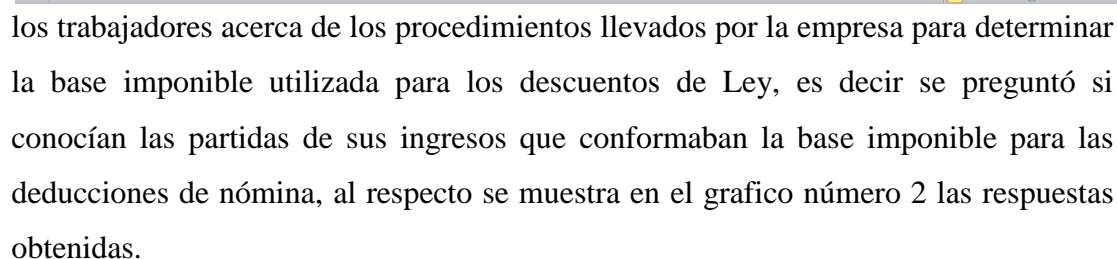 los trabajadores acerca de los procedimientos llevados por la empresa para determinar
la base imponible utilizada para los descuentos de Ley, es decir se preguntó si
conocían las partidas de sus ingresos que conformaban la base imponible para las
deducciones de nómina, al respecto se muestra en el grafico número 2 las respuestas
obtenidas.